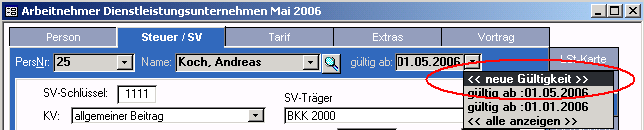 Arbeitnehmer Dienstleistungsunternehmen Mai 2006
Person Steuer / SV Tarif Extras Vortrag
PersNr: 25 Name: Koch, Andreas gültig ab: 01.05.2006 LSt-Karte
<< neue Gültigkeit >>
SV-Schlüssel: 1111 SV-Träger gültig ab :01.05.2006
gültig ab :01.01.2006
KV: allgemeiner Beitrag BKK 2000 << alle anzeigen >>